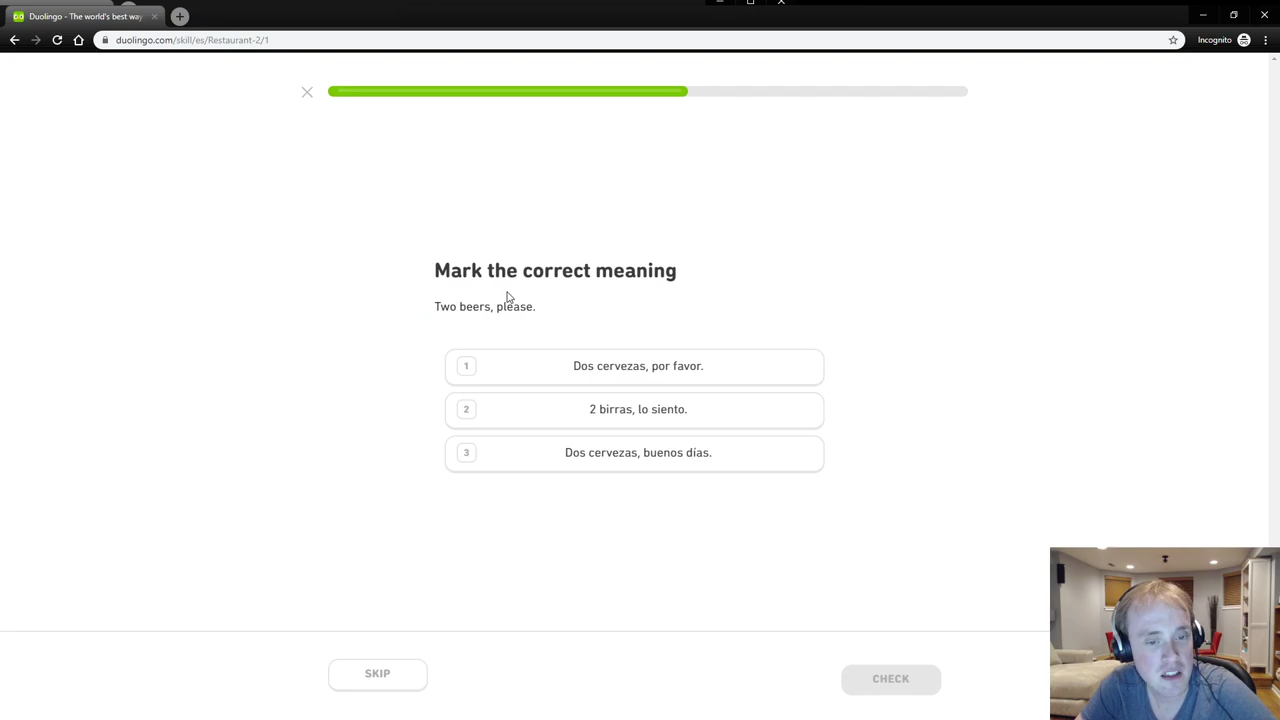 Duolingo - The world's best way
duolingo.com/skill/es/Restaurant-2/1
Incognito
Mark the correct meaning
Two beers, please.
1 Dos cervezas, por favor.
2 2 birras, lo siento.
3 Dos cervezas, buenos días.
SKIP
CHECK